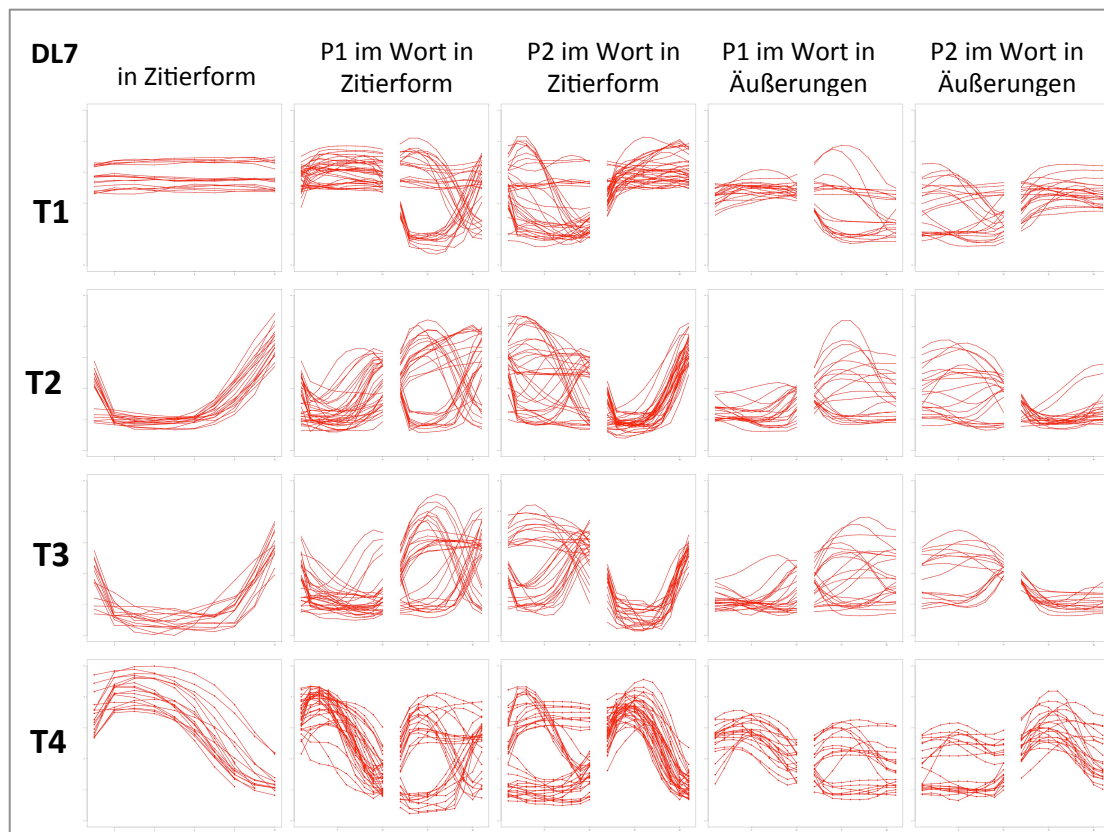 DL7
in Zitierform
P1 im Wort in
Zitierform
P2 im Wort in
Zitierform
P1 im Wort in
Äußerungen
P2 im Wort in
Äußerungen
T1
T2
T3
T4